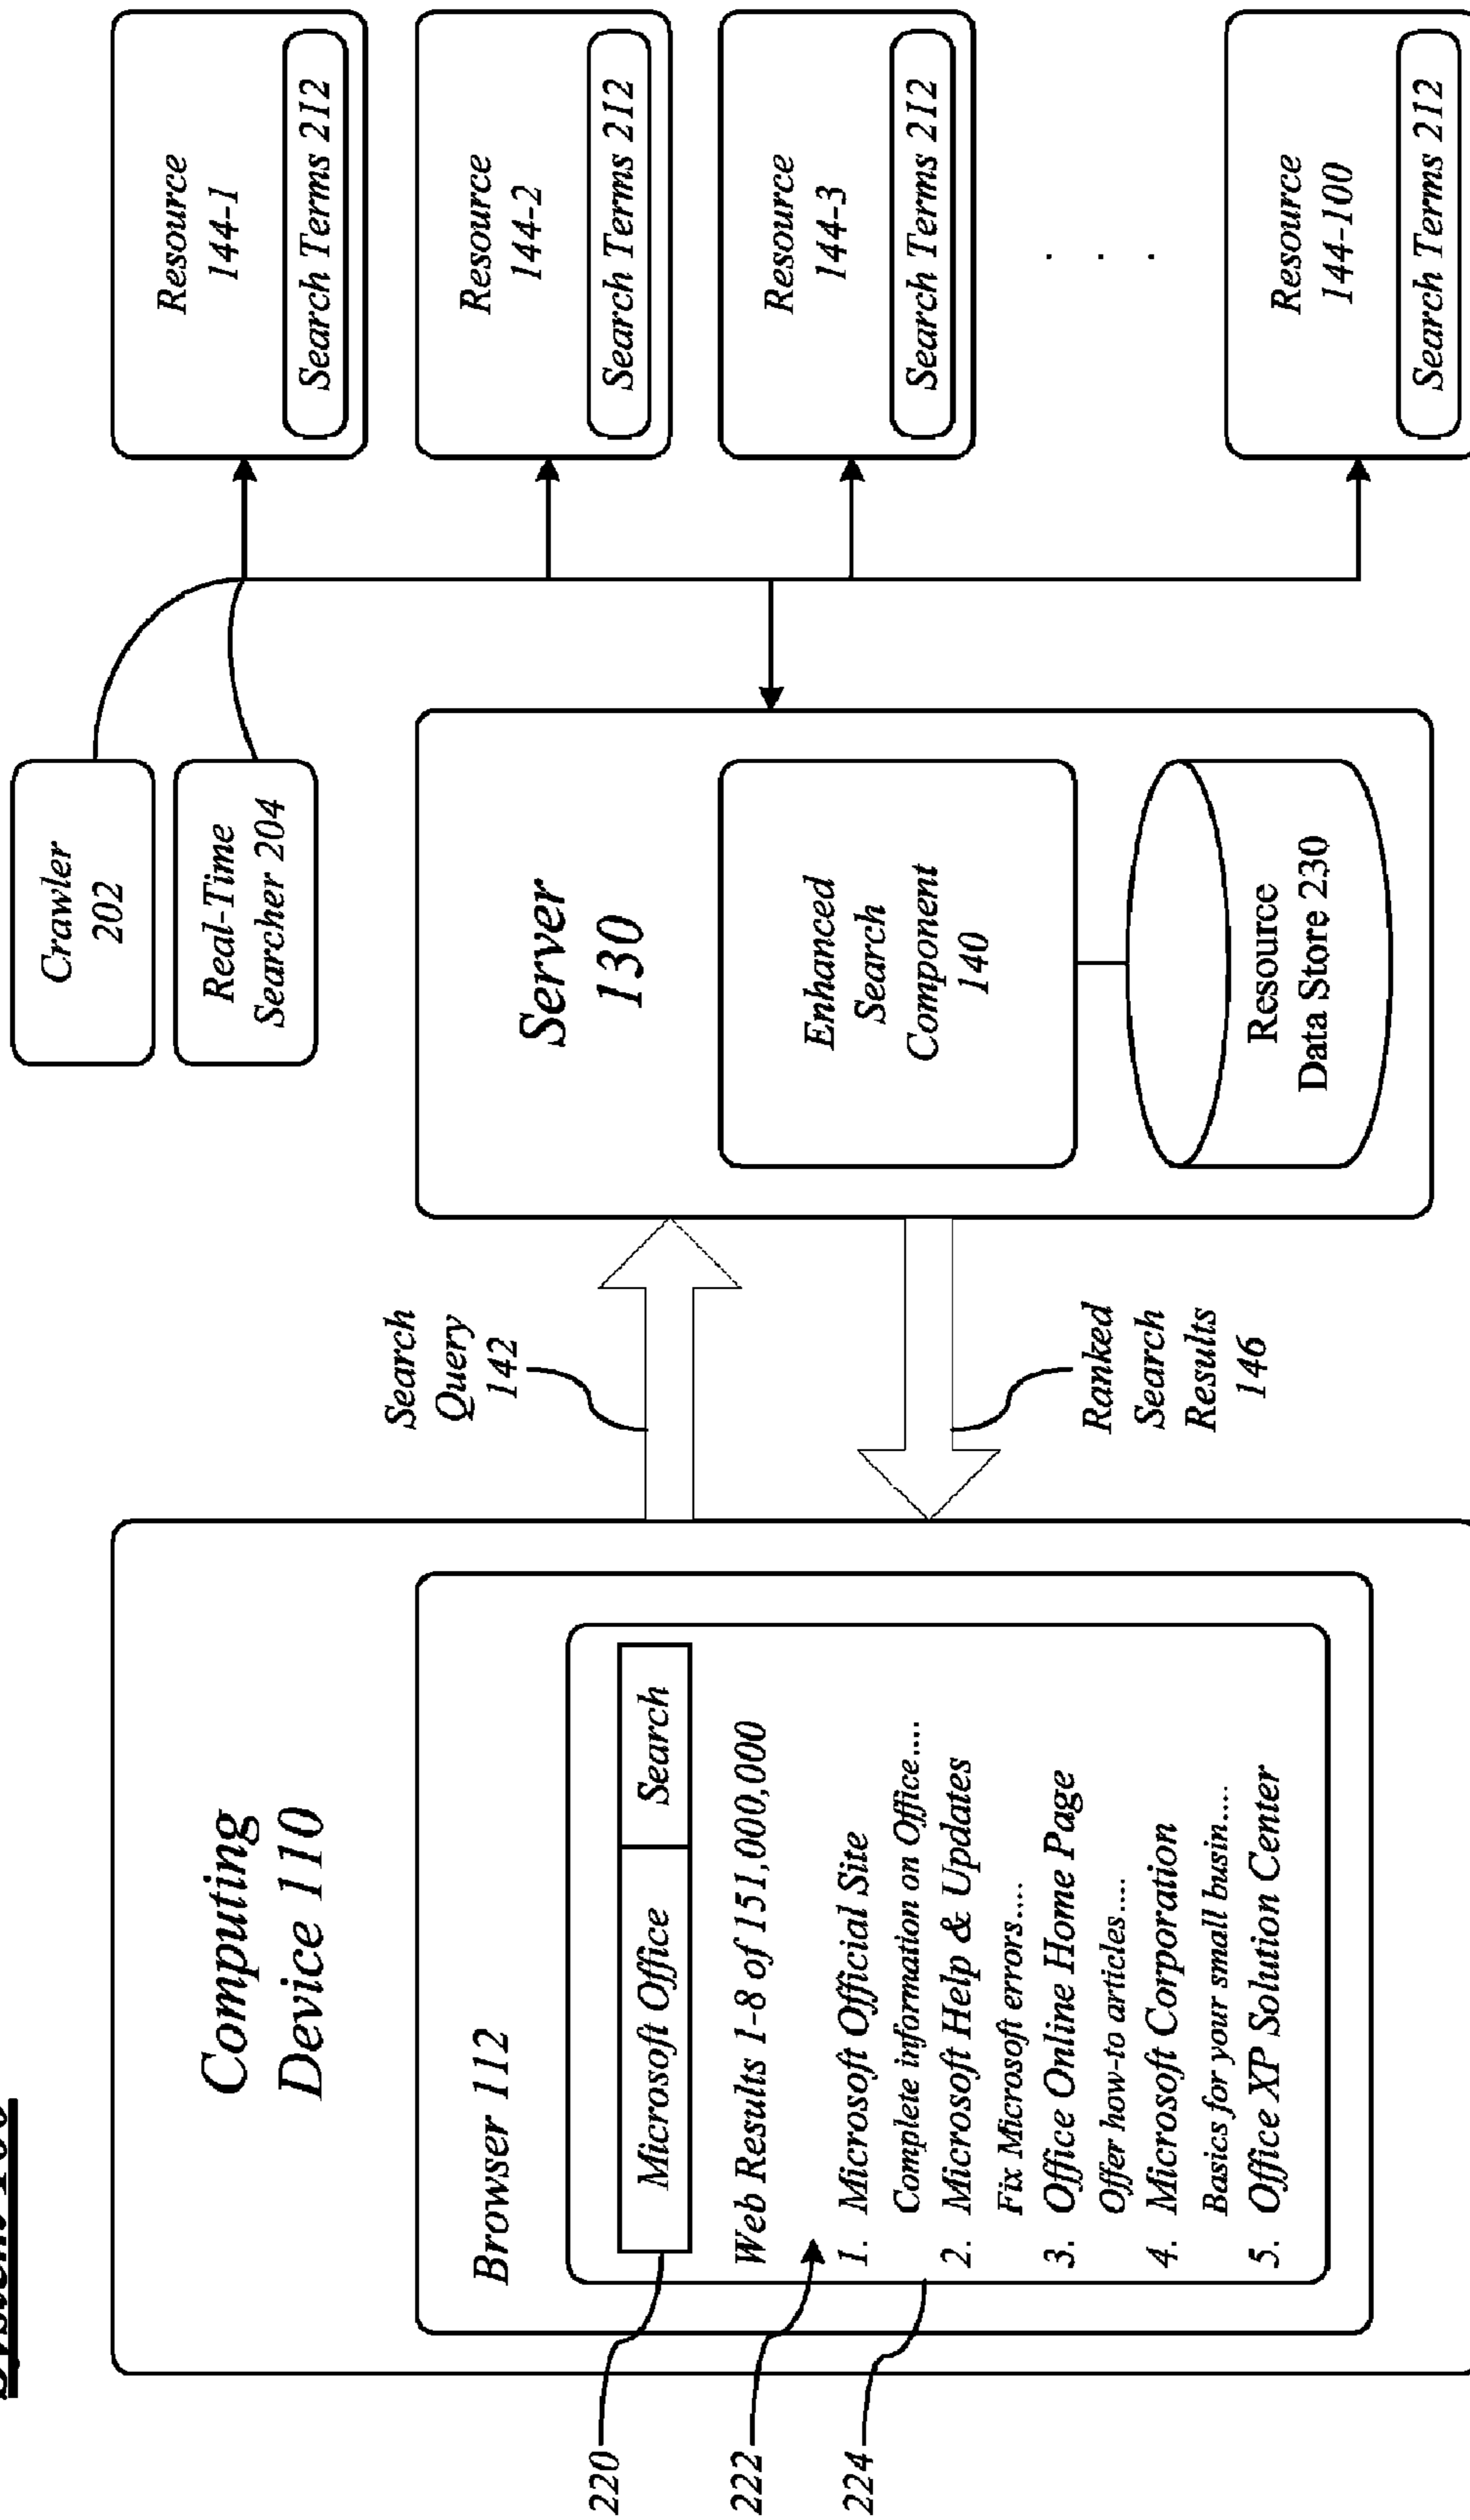 Computing
Device 110
Browser 112
Microsoft Office
Search
Web Results 1-8 of 151,000,000
1. Microsoft Official Site
Complete information on Office....
2. Microsoft Help & Updates
Fix Microsoft errors....
3. Office Online Home Page
Offer how-to articles....
4. Microsoft Corporation
Basics for your small busin....
5. Office XP Solution Center
220
222
224
Search
Query
142
Ranked
Search
Results
146
Crawler
202
Real-Time
Searcher 204
Server
130
Enhanced
Search
Component
140
Resource
Data Store 230
Resource
144-1
Search Terms 212
Resource
144-2
Search Terms 212
Resource
144-3
Search Terms 212
. . .
Resource
144-100
Search Terms 212